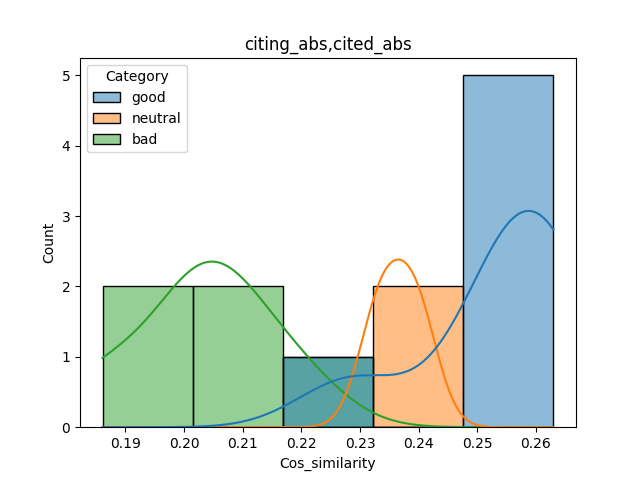 citing_abs,cited_abs
Category
good
neutral
bad
Count
5
4
3
2
1
0
0.19 0.20 0.21 0.22 0.23 0.24 0.25 0.26
Cos_similarity